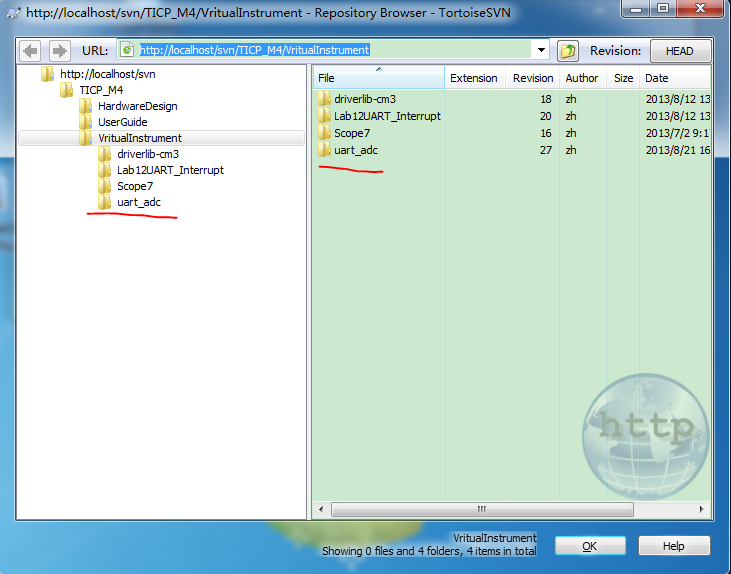 http://localhost/svn/TICP_M4/VritualInstrument - Repository Browser - TortoiseSVN
URL: http://localhost/svn/TICP_M4/VritualInstrument Revision: HEAD
http://localhost/svn
TICP_M4
HardwareDesign
UserGuide
VritualInstrument
driverlib-cm3
Lab12UART_Interrupt
Scope7
uart_adc
File Extension Revision Author Size Date
driverlib-cm3 18 zh 2013/8/12 13
Lab12UART_Interrupt 20 zh 2013/8/12 13
Scope7 16 zh 2013/7/2 9:1
uart_adc 27 zh 2013/8/21 16
http
VritualInstrument
Showing 0 files and 4 folders, 4 items in total
OK Help